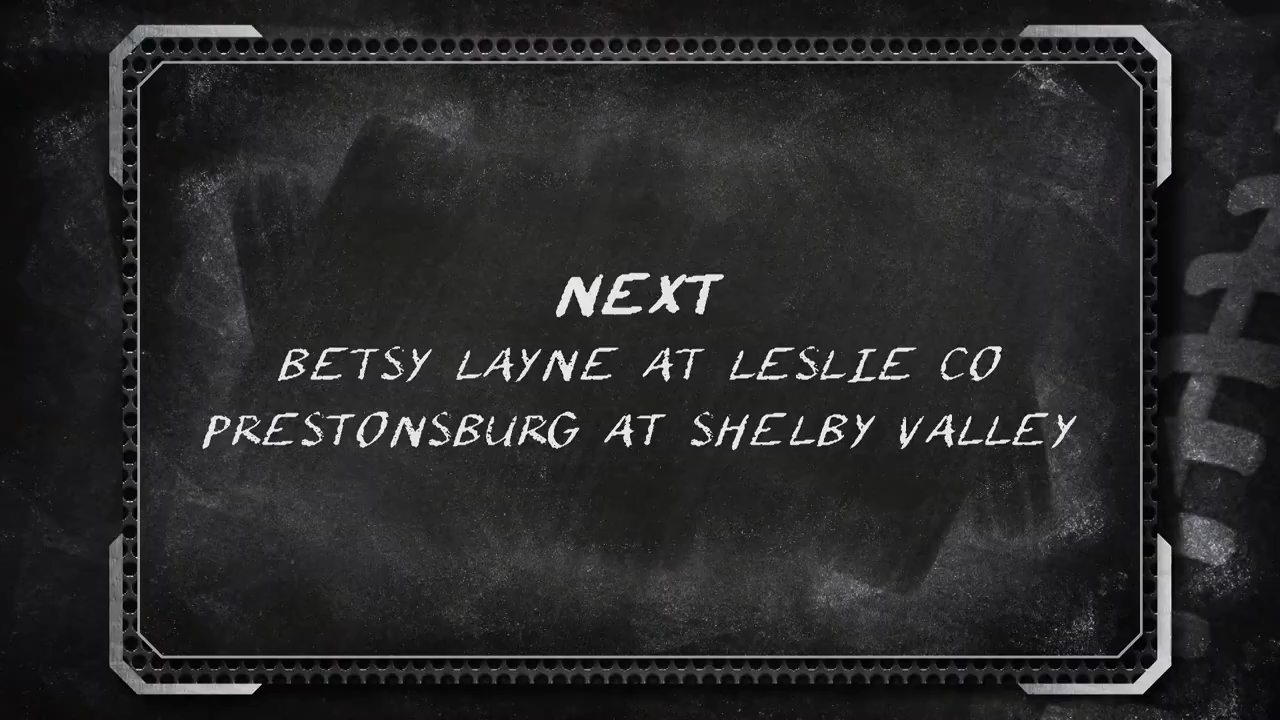 NEXT
BETSY LAYNE AT LESLIE CO
PRESTONSBURG AT SHELBY VALLEY